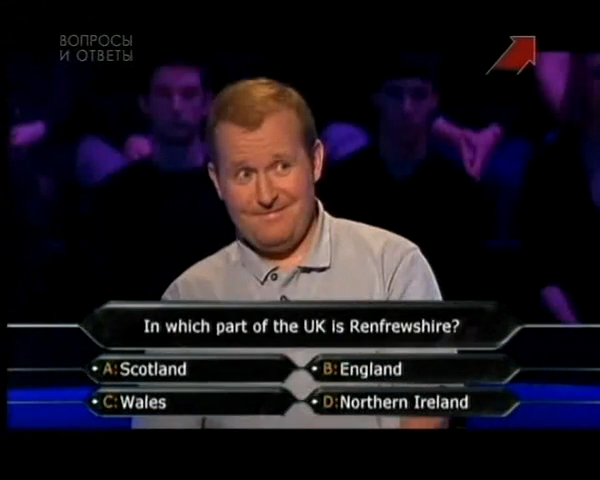 ВОПРОСЫ
И ОТВЕТЫ
In which part of the UK is Renfrewshire?
A: Scotland
B: England
C: Wales
D: Northern Ireland